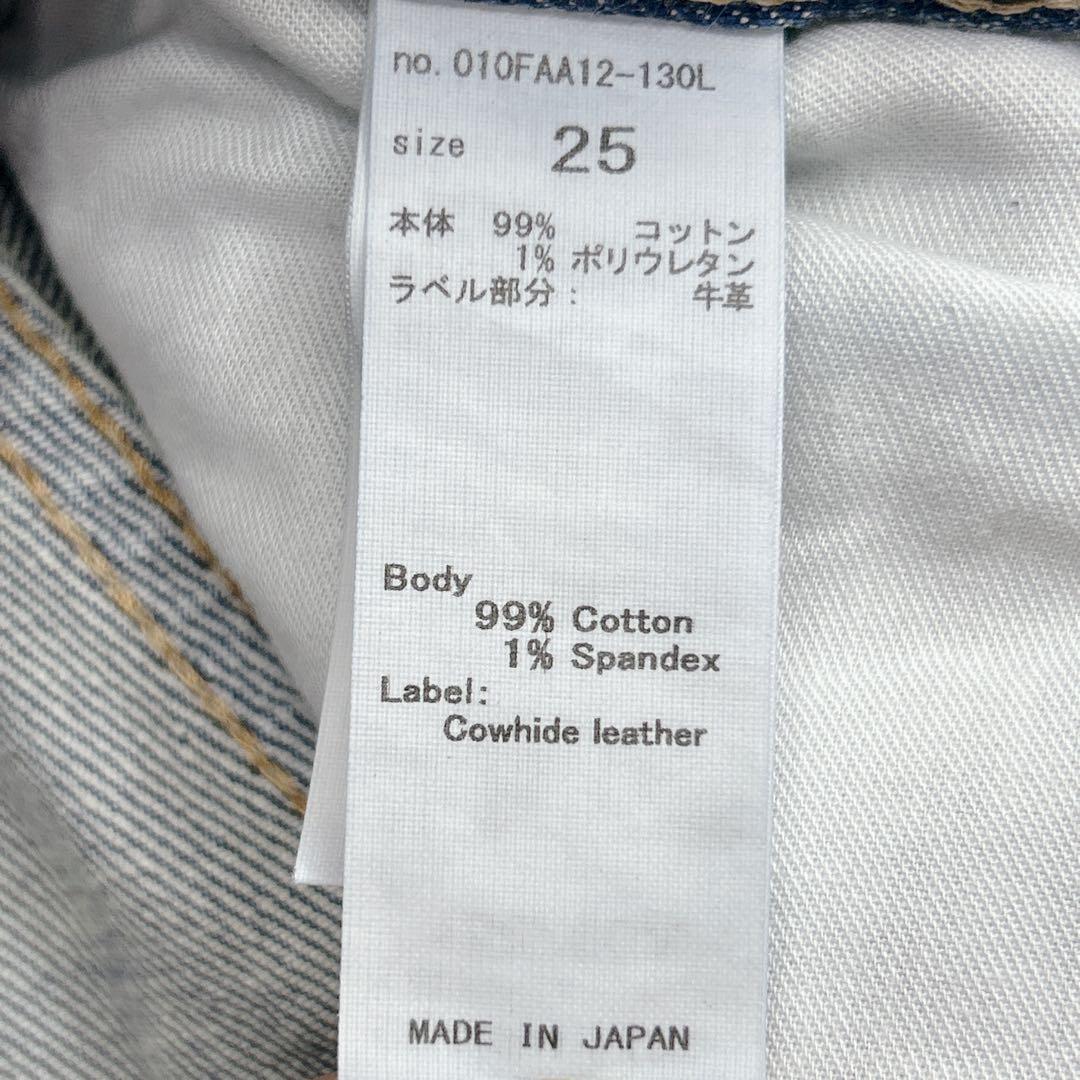 no. 010FAA12-130L
size 25
本体 99% コットン
1% ポリウレタン
ラベル部分: 牛革
Body
99% Cotton
1% Spandex
Label:
Cowhide leather
MADE IN JAPAN